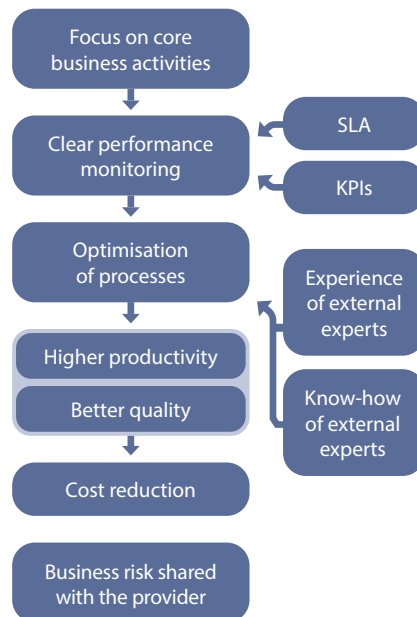 Focus on core
business activities
Clear performance
monitoring
SLA
KPIs
Optimisation
of processes
Experience
of external
experts
Higher productivity
Better quality
Know-how
of external
experts
Cost reduction
Business risk shared
with the provider